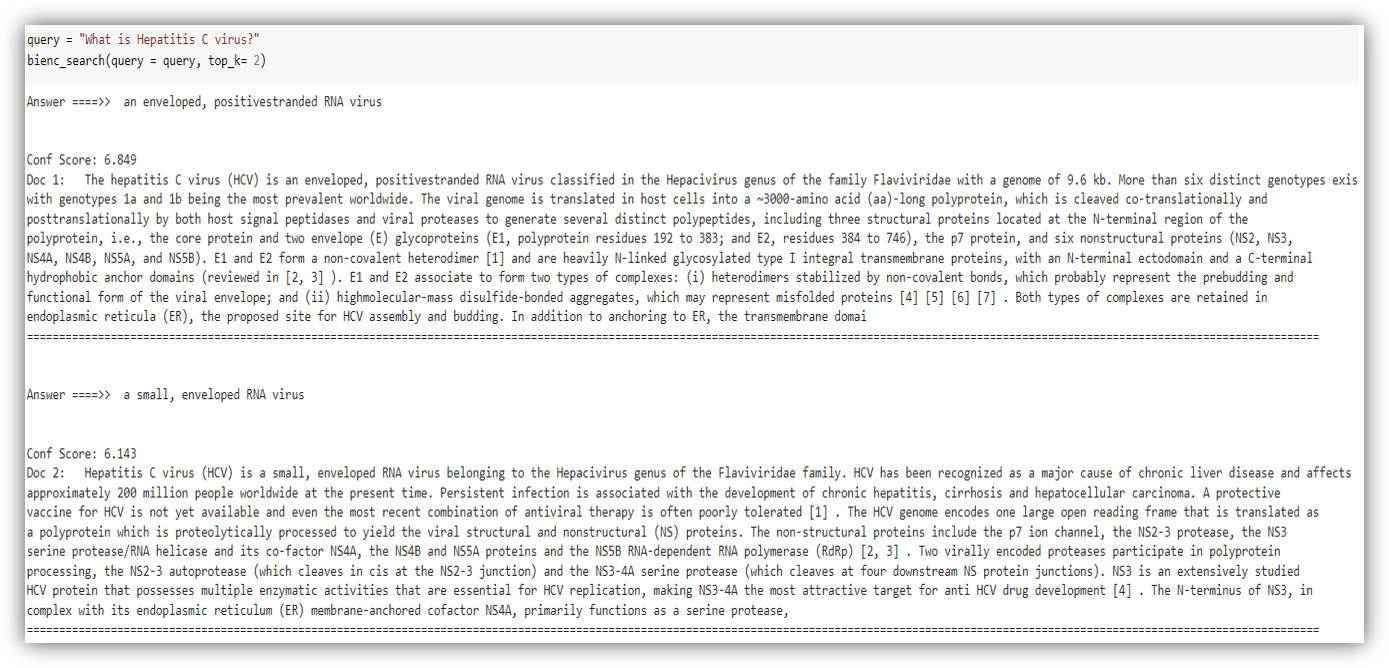 query = "What is Hepatitis C virus?"
bienc_search(query = query, top_k= 2)
Answer ====>>  an enveloped, positivestranded RNA virus
Conf Score: 6.849
Doc 1:   The hepatitis C virus (HCV) is an enveloped, positivestranded RNA virus classified in the Hepacivirus genus of the family Flaviviridae with a genome of 9.6 kb. More than six distinct genotypes exis
with genotypes 1a and 1b being the most prevalent worldwide. The viral genome is translated in host cells into a ~3000-amino acid (aa)-long polyprotein, which is cleaved co-translationally and
posttranslationally by both host signal peptidases and viral proteases to generate several distinct polypeptides, including three structural proteins located at the N-terminal region of the
polyprotein, i.e., the core protein and two envelope (E) glycoproteins (E1, polyprotein residues 192 to 383; and E2, residues 384 to 746), the p7 protein, and six nonstructural proteins (NS2, NS3,
NS4A, NS4B, NS5A, and NS5B). E1 and E2 form a non-covalent heterodimer [1] and are heavily N-linked glycosylated type I integral transmembrane proteins, with an N-terminal ectodomain and a C-terminal
hydrophobic anchor domains (reviewed in [2, 3] ). E1 and E2 associate to form two types of complexes: (i) heterodimers stabilized by non-covalent bonds, which probably represent the prebudding and
functional form of the viral envelope; and (ii) highmolecular-mass disulfide-bonded aggregates, which may represent misfolded proteins [4] [5] [6] [7] . Both types of complexes are retained in
endoplasmic reticula (ER), the proposed site for HCV assembly and budding. In addition to anchoring to ER, the transmembrane domai
Answer ====>>  a small, enveloped RNA virus
Conf Score: 6.143
Doc 2:   Hepatitis C virus (HCV) is a small, enveloped RNA virus belonging to the Hepacivirus genus of the Flaviviridae family. HCV has been recognized as a major cause of chronic liver disease and affects
approximately 200 million people worldwide at the present time. Persistent infection is associated with the development of chronic hepatitis, cirrhosis and hepatocellular carcinoma. A protective
vaccine for HCV is not yet available and even the most recent combination of antiviral therapy is often poorly tolerated [1] . The HCV genome encodes one large open reading frame that is translated as
a polyprotein which is proteolytically processed to yield the viral structural and nonstructural (NS) proteins. The non-structural proteins include the p7 ion channel, the NS2-3 protease, the NS3
serine protease/RNA helicase and its co-factor NS4A, the NS4B and NS5A proteins and the NS5B RNA-dependent RNA polymerase (RdRp) [2, 3] . Two virally encoded proteases participate in polyprotein
processing, the NS2-3 autoprotease (which cleaves in cis at the NS2-3 junction) and the NS3-4A serine protease (which cleaves at four downstream NS protein junctions). NS3 is an extensively studied
HCV protein that possesses multiple enzymatic activities that are essential for HCV replication, making NS3-4A the most attractive target for anti HCV drug development [4] . The N-terminus of NS3, in
complex with its endoplasmic reticulum (ER) membrane-anchored cofactor NS4A, primarily functions as a serine protease,